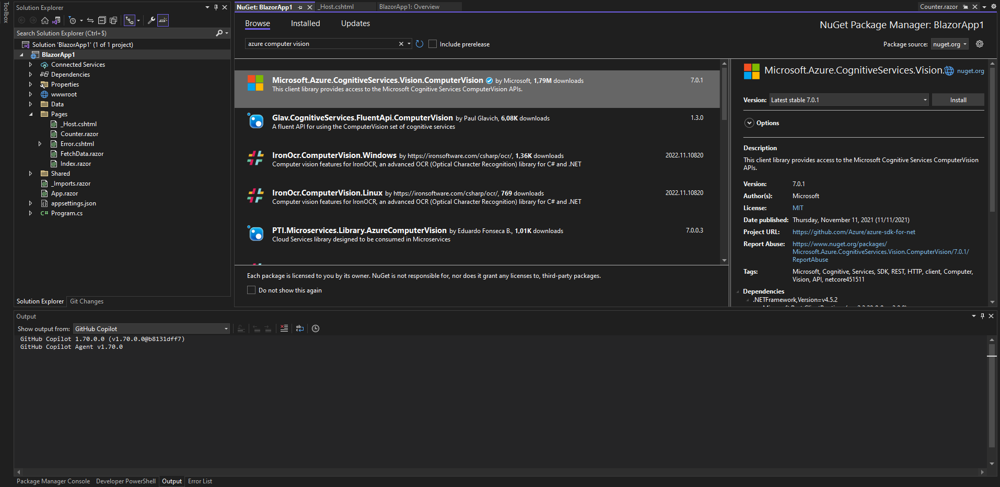 Toolbox
Solution Explorer
Search Solution Explorer (Ctrl+$)
Solution 'BlazorApp1' (1 of 1 project)
BlazorApp1
Connected Services
Dependencies
Properties
wwwroot
Data
Pages
_Host.cshtml
Counter.razor
Error.cshtml
FetchData.razor
Index.razor
Shared
_Imports.razor
App.razor
appsettings.json
C# Program.cs
Solution Explorer Git Changes
NuGet: BlazorApp1 _Host.cshtml BlazorApp1: Overview Counter.razor
Browse Installed Updates
NuGet Package Manager: BlazorApp1
azure computer vision
Include prerelease
Package source: nuget.org
Microsoft.Azure.CognitiveServices.Vision.ComputerVision by Microsoft, 1,79M downloads 7.0.1
This client library provides access to the Microsoft Cognitive Services ComputerVision APIs.
Glav.CognitiveServices.FluentApi.ComputerVision by Paul Glavich, 6,08K downloads 1.3.0
A fluent API for using the ComputerVision set of cognitive services
IronOcr.ComputerVision.Windows by https://ironsoftware.com/csharp/ocr/, 1,36K downloads 2022.11.10820
Computer vision features for IronOCR, an advanced OCR (Optical Character Recognition) library for C# and .NET
IronOcr.ComputerVision.Linux by https://ironsoftware.com/csharp/ocr/, 769 downloads 2022.11.10820
Computer vision features for IronOCR, an advanced OCR (Optical Character Recognition) library for C# and .NET
PTI.Microservices.Library.AzureComputerVision by Eduardo Fonseca B., 1,01K downloads 7.0.0.3
Cloud Services library designed to be consumed in Microservices
Each package is licensed to you by its owner. NuGet is not responsible for, nor does it grant any licenses to, third-party packages.
Do not show this again
Microsoft.Azure.CognitiveServices.Vision. nuget.org
Version: Latest stable 7.0.1 Install
Options
Description
This client library provides access to the Microsoft Cognitive Services ComputerVision
APIs.
Version: 7.0.1
Author(s): Microsoft
License: MIT
Date published: Thursday, November 11, 2021 (11/11/2021)
Project URL: https://github.com/Azure/azure-sdk-for-net
Report Abuse: https://www.nuget.org/packages/
Microsoft.Azure.CognitiveServices.Vision.ComputerVision/7.0.1/
ReportAbuse
Tags: Microsoft, Cognitive, Services, SDK, REST, HTTP, client, Computer,
Vision, API, netcore451511
Dependencies
.NETFramework,Version=v4.5.2
Output
Show output from: GitHub Copilot
GitHub Copilot 1.70.0.0 (v1.70.0.0@b8131dff7)
GitHub Copilot Agent v1.70.0
Package Manager Console Developer PowerShell Output Error List